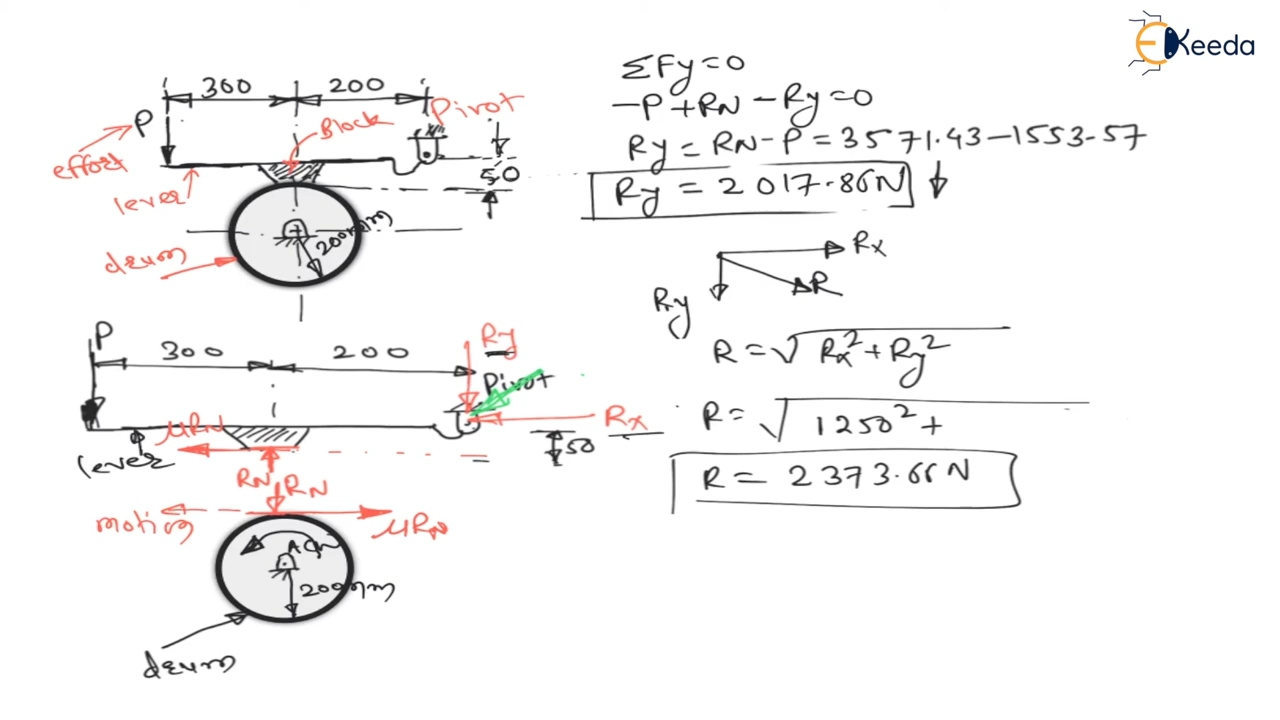 EKeeda
300
200
Pivot
P
Block
effort
lever
50
200mm
drum
ΣFy=0
-P+RN-Ry=0
Ry=RN-P=3571.43-1553.57
Ry = 2017.86N
Rx
R
Ry
R=√Rx²+Ry²
R=√1250²+
R= 2373.66N
P
300
200
Ry
Pivot
Rx
μRN
lever
50
RN
RN
motion
μRN
ACW
200mm
drum